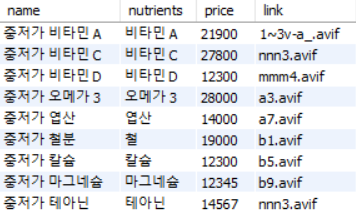 name nutrients price link
중저가 비타민 A 비타민 A 21900 1~3v-a_.avif
중저가 비타민 C 비타민 C 27800 nnn3.avif
중저가 비타민 D 비타민 D 12300 mmm4.avif
중저가 오메가 3 오메가 3 28000 a3.avif
중저가 엽산 엽산 14000 a7.avif
중저가 철분 철 19000 b1.avif
중저가 칼슘 칼슘 12300 b5.avif
중저가 마그네슘 마그네슘 12345 b9.avif
중저가 테아닌 테아닌 14567 nnn3.avif